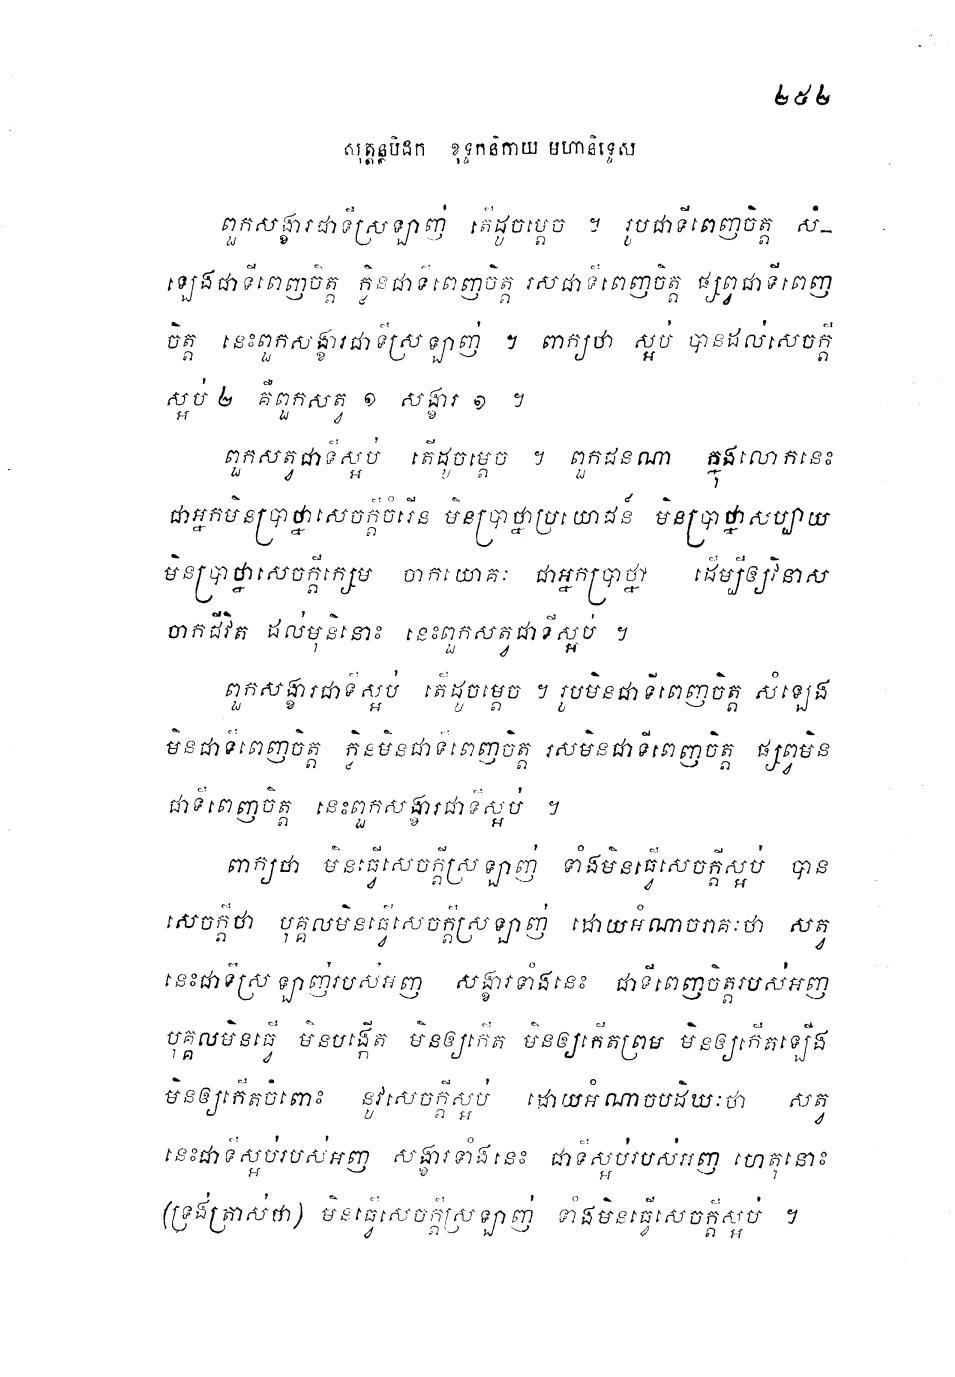 ២៥២
សុត្តន្តបិដក ខុទ្ទកនិកាយ មហានិទ្ទេស
ពួកសង្ខារជាទីស្រឡាញ់ តើដូចម្តេច ។ រូបជាទីពេញចិត្ត សំ-
ឡេងជាទីពេញចិត្ត ក្លិនជាទីពេញចិត្ត រសជាទីពេញចិត្ត ផ្សព្វជាទីពេញ
ចិត្ត នេះពួកសង្ខារជាទីស្រឡាញ់ ។ ពាក្យថា ស្អប់ បានដល់សេចក្តី
ស្អប់ ២ គឺពួកសត្វ ១ សង្ខារ ១ ។
ពួកសត្វជាទីស្អប់ តើដូចម្តេច ។ ពួកជនណា ក្នុងលោកនេះ
ជាអ្នកមិនប្រាថ្នាសេចក្តីចំរើន មិនប្រាថ្នាប្រយោជន៍ មិនប្រាថ្នាសប្បាយ
មិនប្រាថ្នាសេចក្តីក្សេម ចាកយោគៈ ជាអ្នកប្រាថ្នា ដើម្បីឲ្យវិនាស
ចាកជីវិត ដល់មុនិនោះ នេះពួកសត្វជាទីស្អប់ ។
ពួកសង្ខារជាទីស្អប់ តើដូចម្តេច ។ រូបមិនជាទីពេញចិត្ត សំឡេង
មិនជាទីពេញចិត្ត ក្លិនមិនជាទីពេញចិត្ត រសមិនជាទីពេញចិត្ត ផ្សព្វមិន
ជាទីពេញចិត្ត នេះពួកសង្ខារជាទីស្អប់ ។
ពាក្យថា មិនធ្វើសេចក្តីស្រឡាញ់ ទាំងមិនធ្វើសេចក្តីស្អប់ បាន
សេចក្តីថា បុគ្គលមិនធ្វើសេចក្តីស្រឡាញ់ ដោយអំណាចរាគៈថា សត្វ
នេះជាទីស្រឡាញ់របស់អញ សង្ខារទាំងនេះ ជាទីពេញចិត្តរបស់អញ
បុគ្គលមិនធ្វើ មិនបង្កើត មិនឲ្យកើត មិនឲ្យកើតព្រម មិនឲ្យកើតឡើង
មិនឲ្យកើតចំពោះ នូវសេចក្តីស្អប់ ដោយអំណាចបដិឃៈថា សត្វ
នេះជាទីស្អប់របស់អញ សង្ខារទាំងនេះ ជាទីស្អប់របស់អញ ហេតុនោះ
(ទ្រង់ត្រាស់ថា) មិនធ្វើសេចក្តីស្រឡាញ់ ទាំងមិនធ្វើសេចក្តីស្អប់ ។